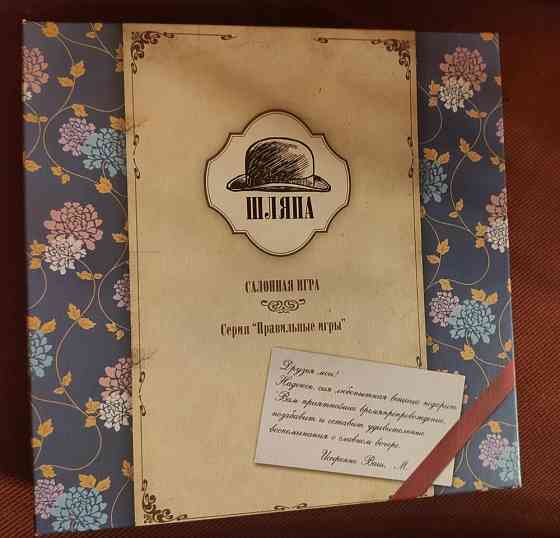 ШЛЯПА
САЛОННАЯ ИГРА
Серия "Правильные игры"
Друзья мои!
Надеюсь, сия любопытная вещица подарит
Вам приятнейшее времяпрепровождение,
позабавит и оставит удивительные
воспоминания о славном вечере.
Искренне Ваш, М.